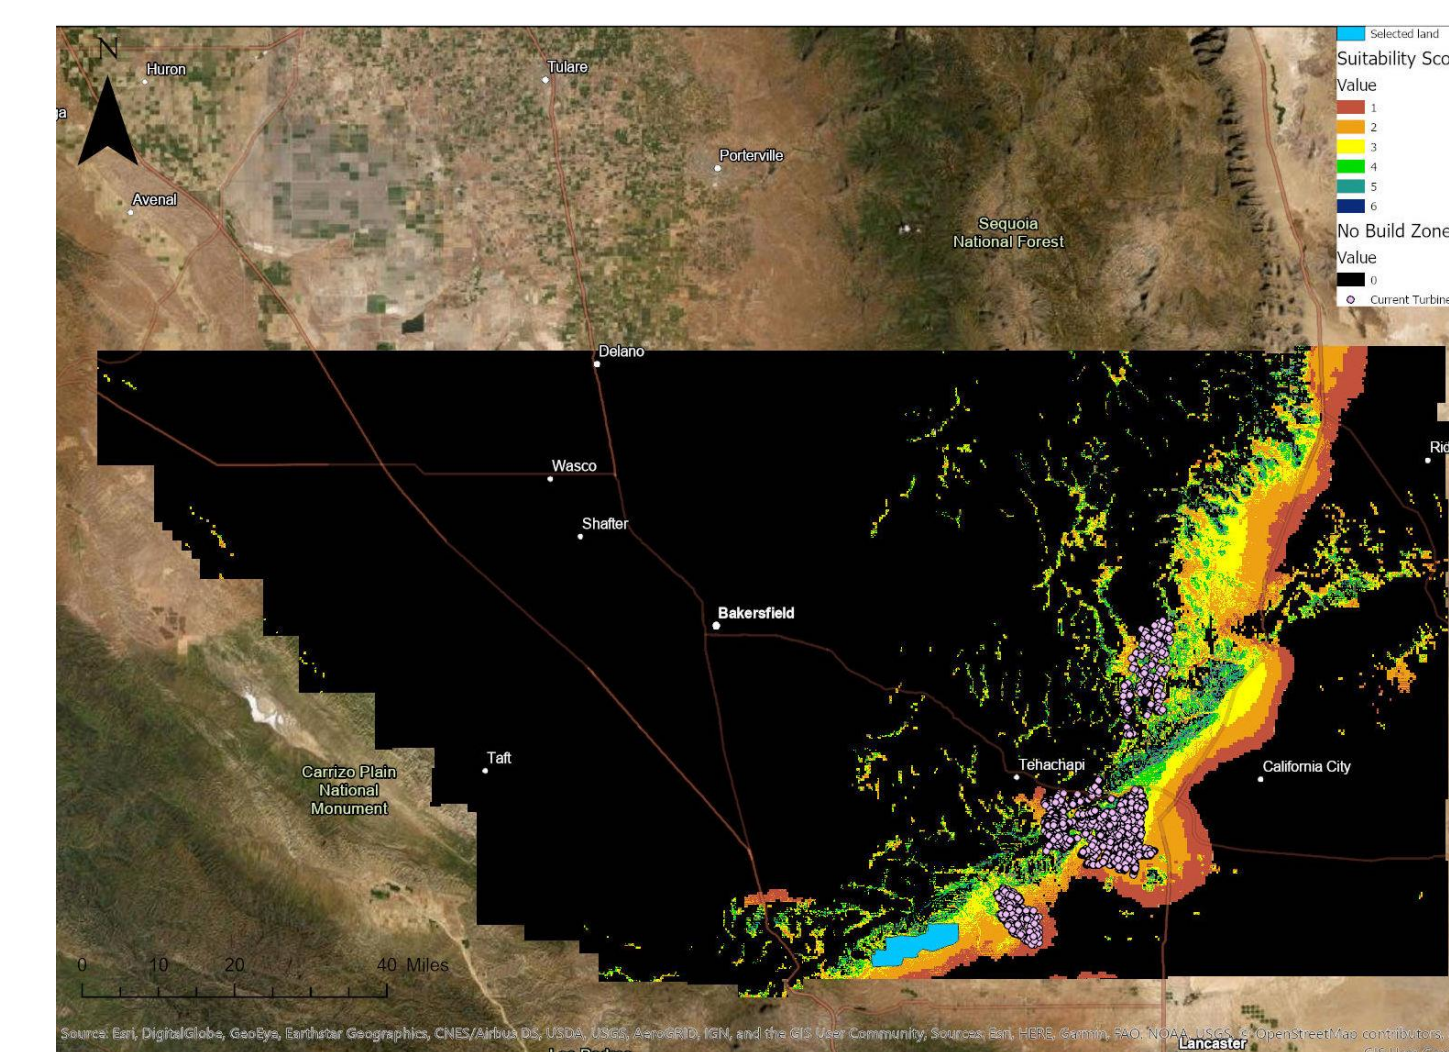 Selected land
Suitability Sco
Value
1
2
3
4
5
6
No Build Zone
Value
0
Current Turbine
N
Huron
Tulare
ga
Porterville
Avenal
Sequoia
National Forest
Delano
Wasco
Rid
Shafter
Bakersfield
Taft
Tehachapi
California City
Carrizo Plain
National
Monument
0 10 20 40 Miles
Source: Esri, DigitalGlobe, GeoEye, Earthstar Geographics, CNES/Airbus DS, USDA, USGS, AeroGRID, IGN, and the GIS User Community, Sources: Esri, HERE, Garmin, FAO, NOAA, USGS, © OpenStreetMap contributors,
Lancaster